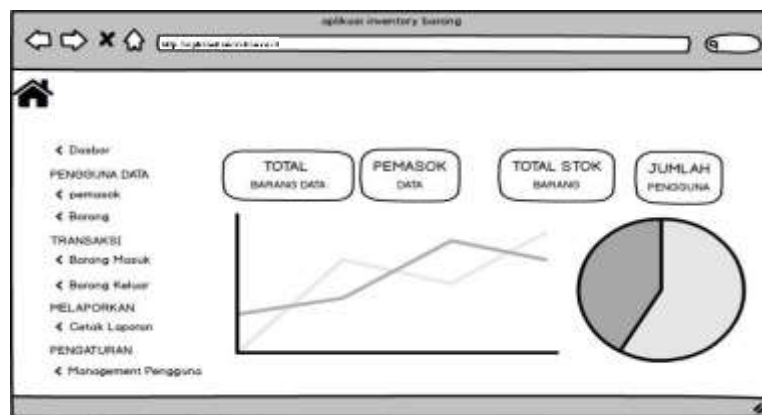 aplikasi inventory barang
Dasbor
PENGGUNA DATA
pemasok
Barang
TRANSAKSI
Barang Masuk
Barang Keluar
MELAPORKAN
Cetak Laporan
PENGATURAN
Management Pengguna
TOTAL
BARANG DATA
PEMASOK
DATA
TOTAL STOK
BARANG
JUMLAH
PENGGUNA